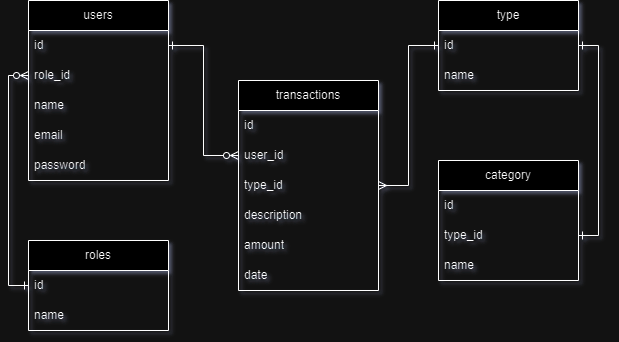 users
id
role_id
name
email
password
roles
id
name
transactions
id
user_id
type_id
description
amount
date
type
id
name
category
id
type_id
name